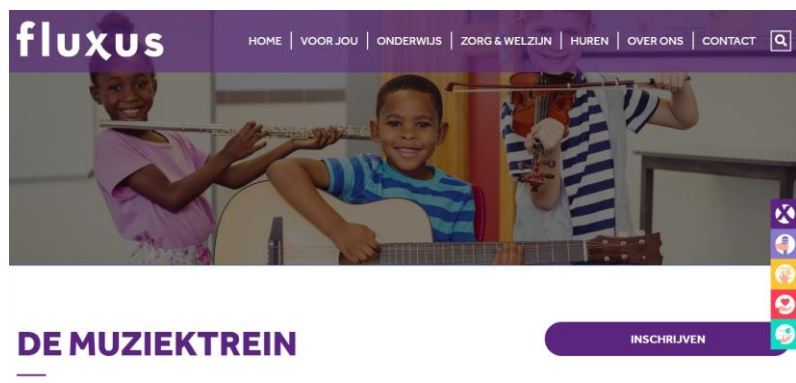 fluxus
HOME | VOOR JOU | ONDERWIJS | ZORG & WELZIJN | HUREN | OVER ONS | CONTACT
DE MUZIEKTREIN
INSCHRIJVEN